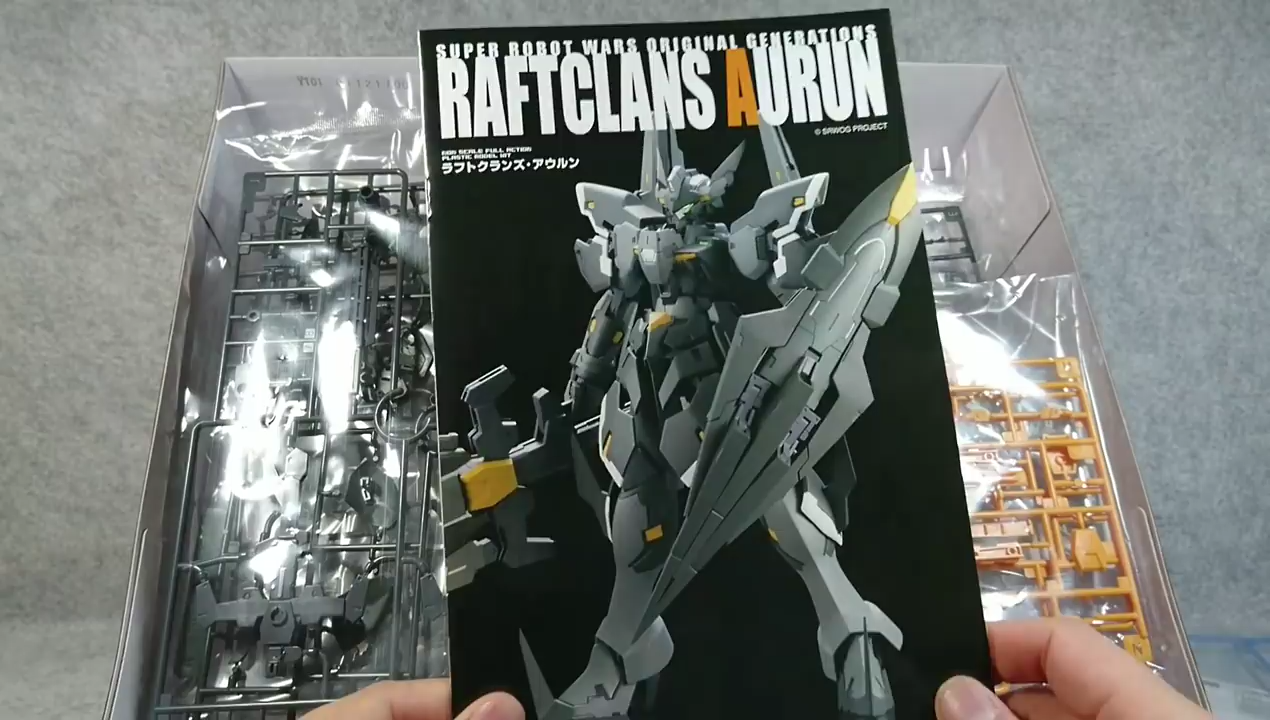 SUPER ROBOT WARS ORIGINAL GENERATIONS
RAFTCLANS AURUN
© SRWOG PROJECT
NON SCALE FULL ACTION
PLASTIC MODEL KIT
ラフトクランズ・アウルン